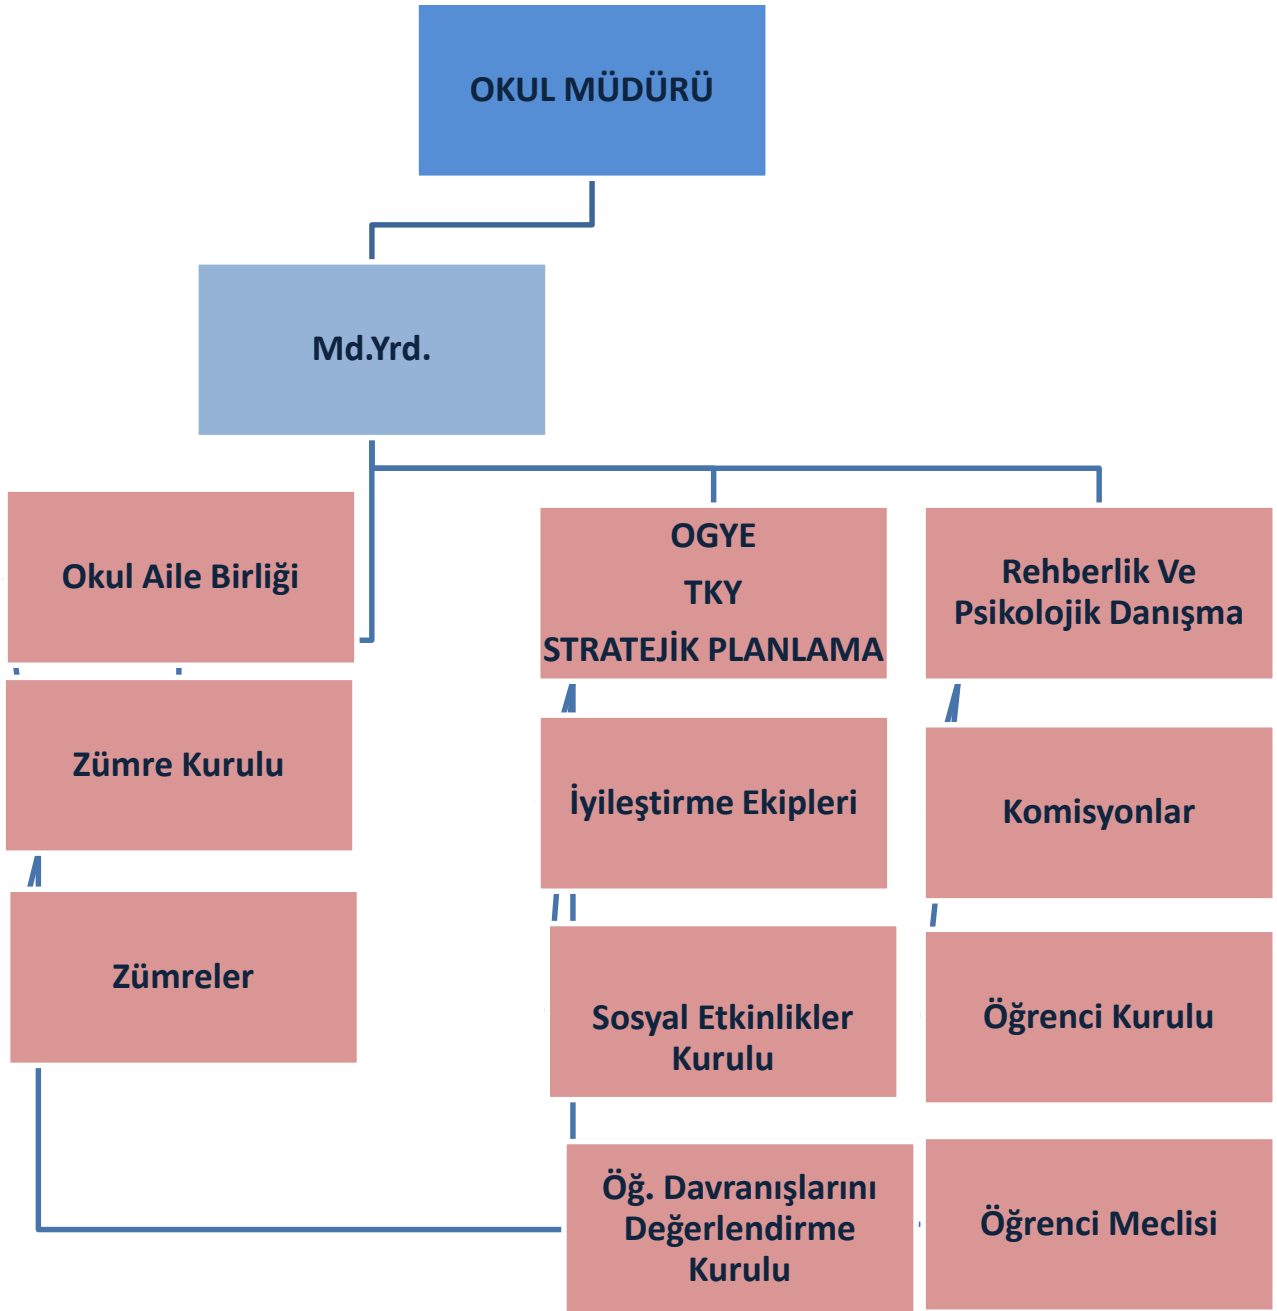 OKUL MÜDÜRÜ
Md.Yrd.
Okul Aile Birliği
Zümre Kurulu
Zümreler
OGYE
TKY
STRATEJİK PLANLAMA
İyileştirme Ekipleri
Sosyal Etkinlikler
Kurulu
Öğ. Davranışlarını
Değerlendirme
Kurulu
Rehberlik Ve
Psikolojik Danışma
Komisyonlar
Öğrenci Kurulu
Öğrenci Meclisi